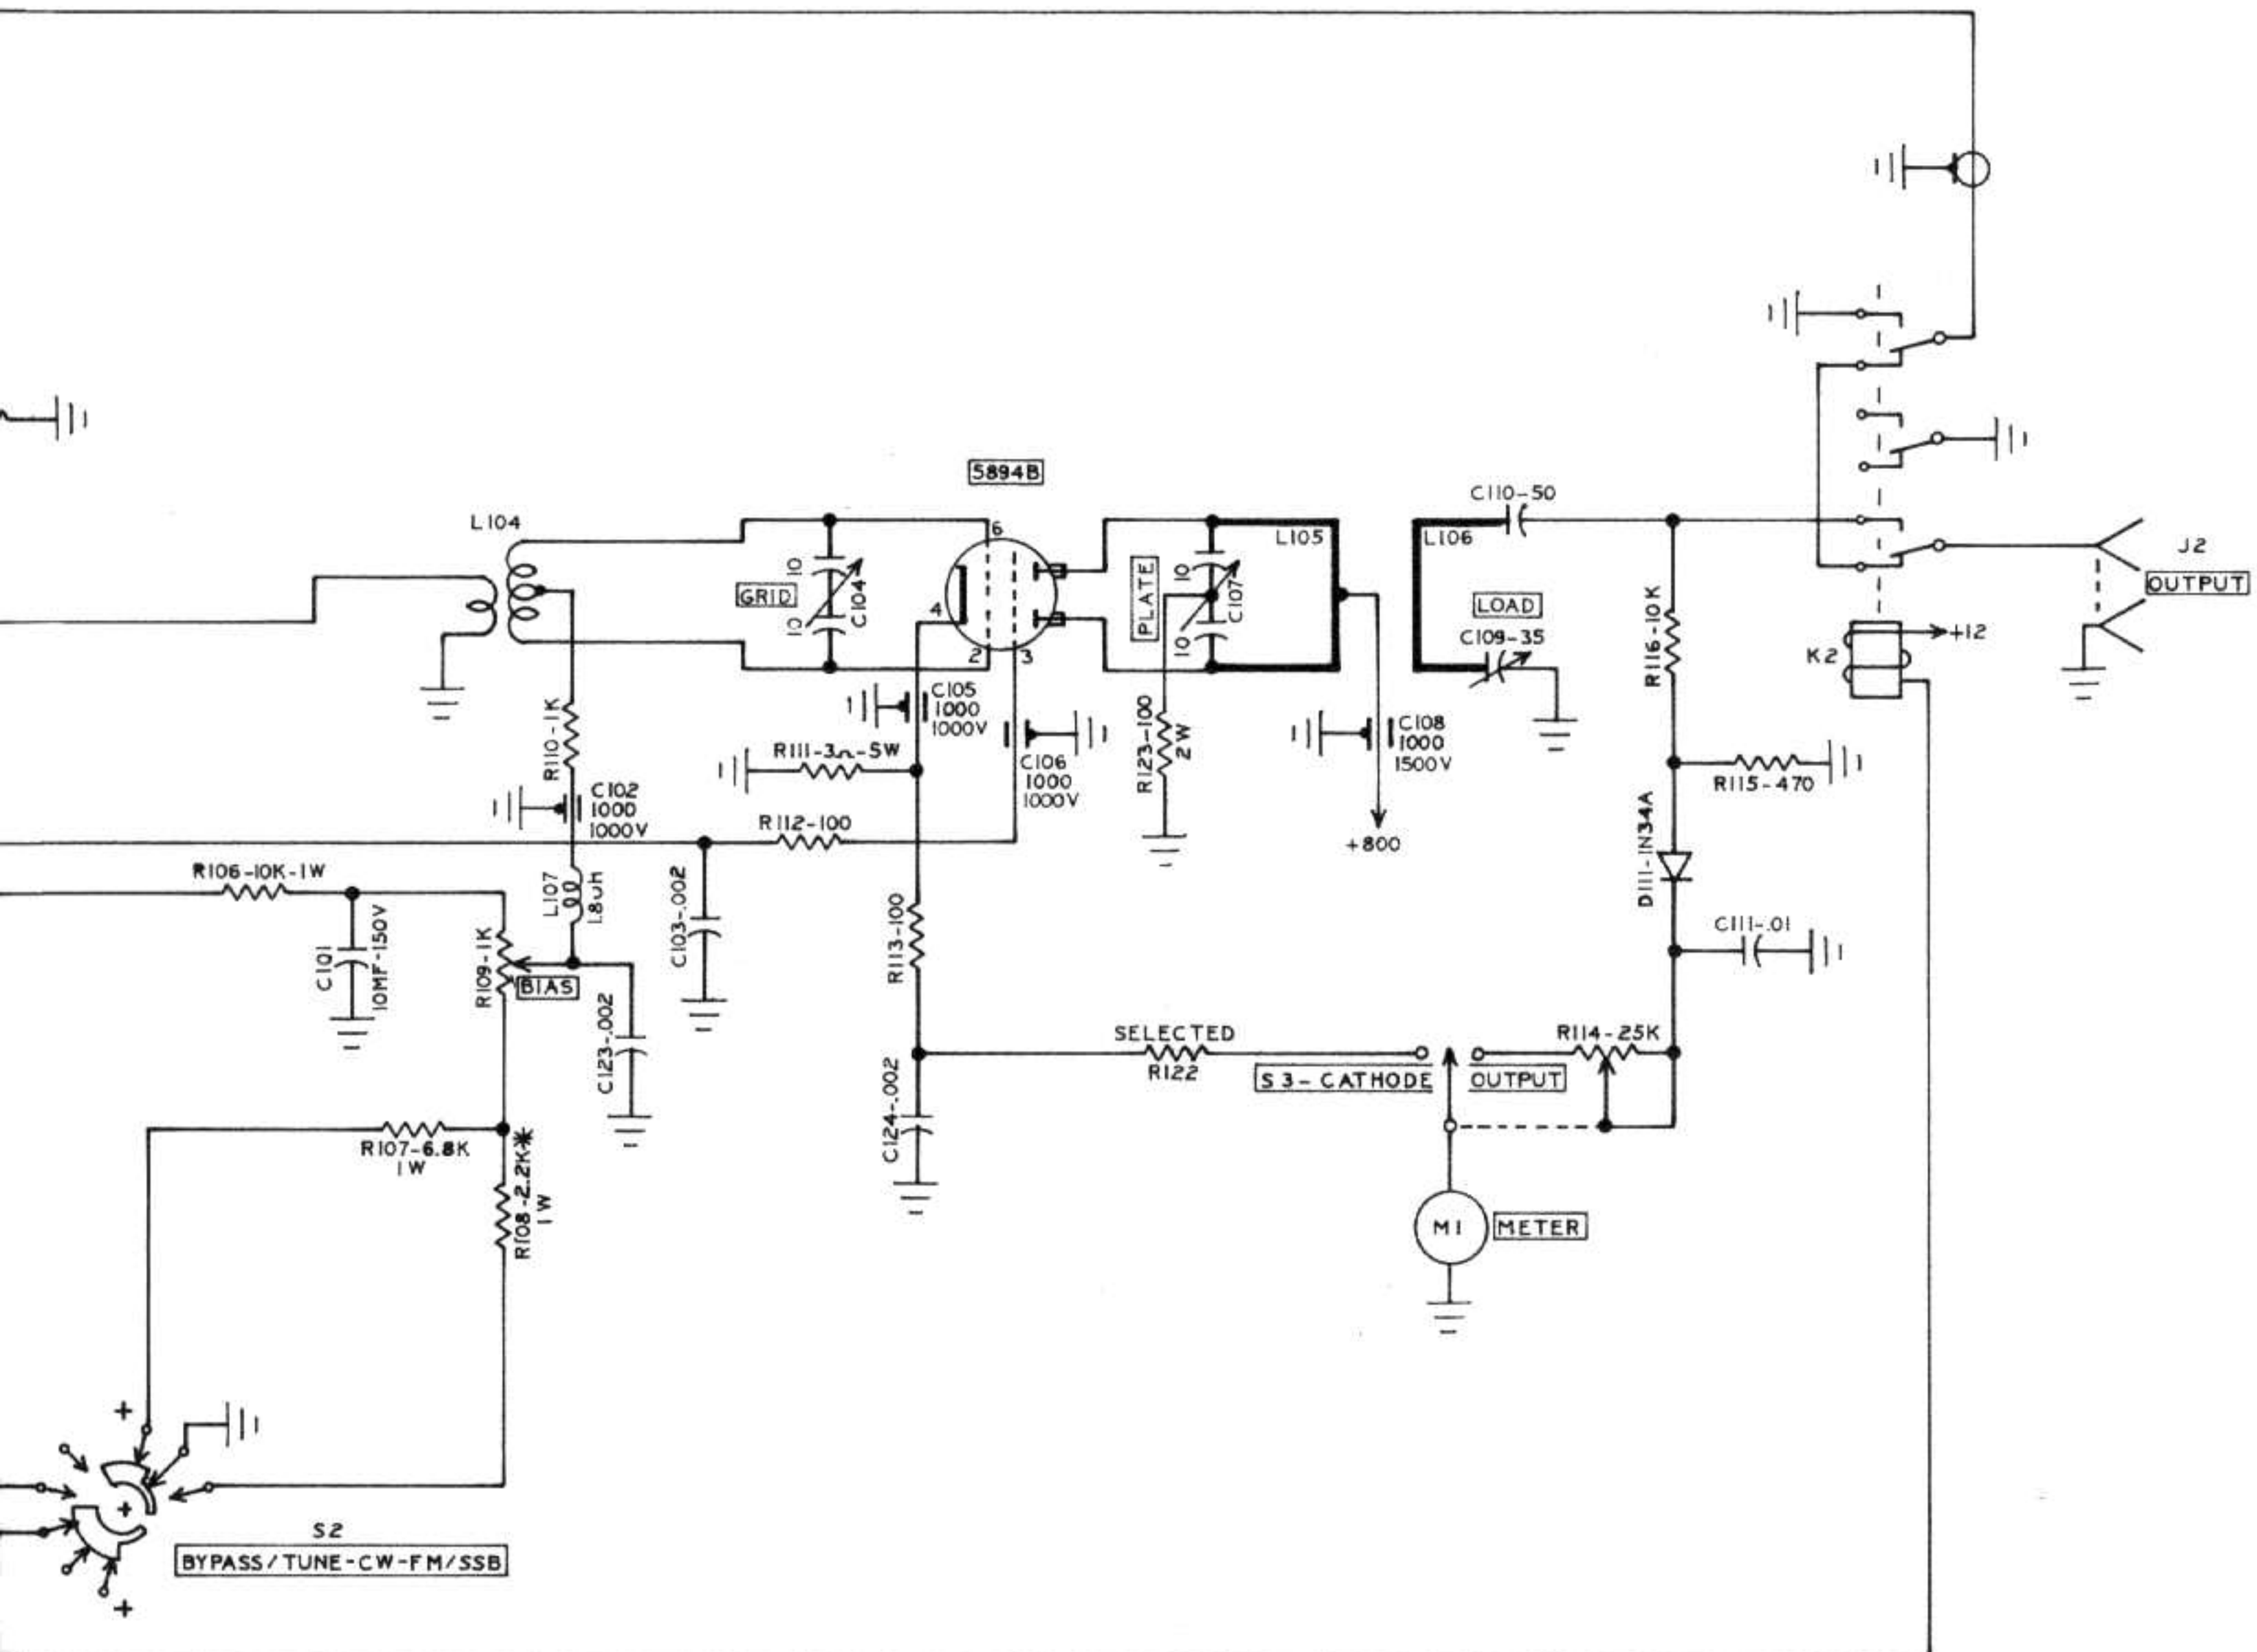 5894B
L104
6
C110-50
L105
L106
J2
OUTPUT
GRID
10
10
C104
4
2
3
PLATE
10
10
C107
LOAD
C109-35
R116-10K
K2
+12
R110-1K
C105
1000
1000V
R111-3Ω-5W
C106
1000
1000V
R123-100
2W
C108
1000
1500V
+800
R115-470
C102
1000
1000V
R112-100
D111-1N34A
R106-10K-1W
L107
1.8UH
C103-.002
C101
10MF-150V
R109-1K
BIAS
R113-100
C111-.01
C123-.002
SELECTED
R122
S3-CATHODE
OUTPUT
R114-25K
C124-.002
R107-6.8K
1W
R108-2.2K*
1W
M1
METER
+
+
+
S2
BYPASS/TUNE-CW-FM/SSB